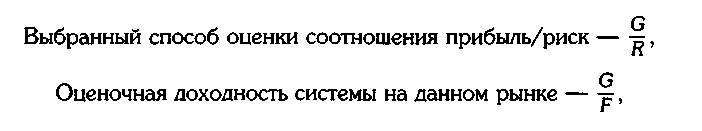 Выбранный способ оценки соотношения прибыль/риск — G/R,
Оценочная доходность системы на данном рынке — G/F,